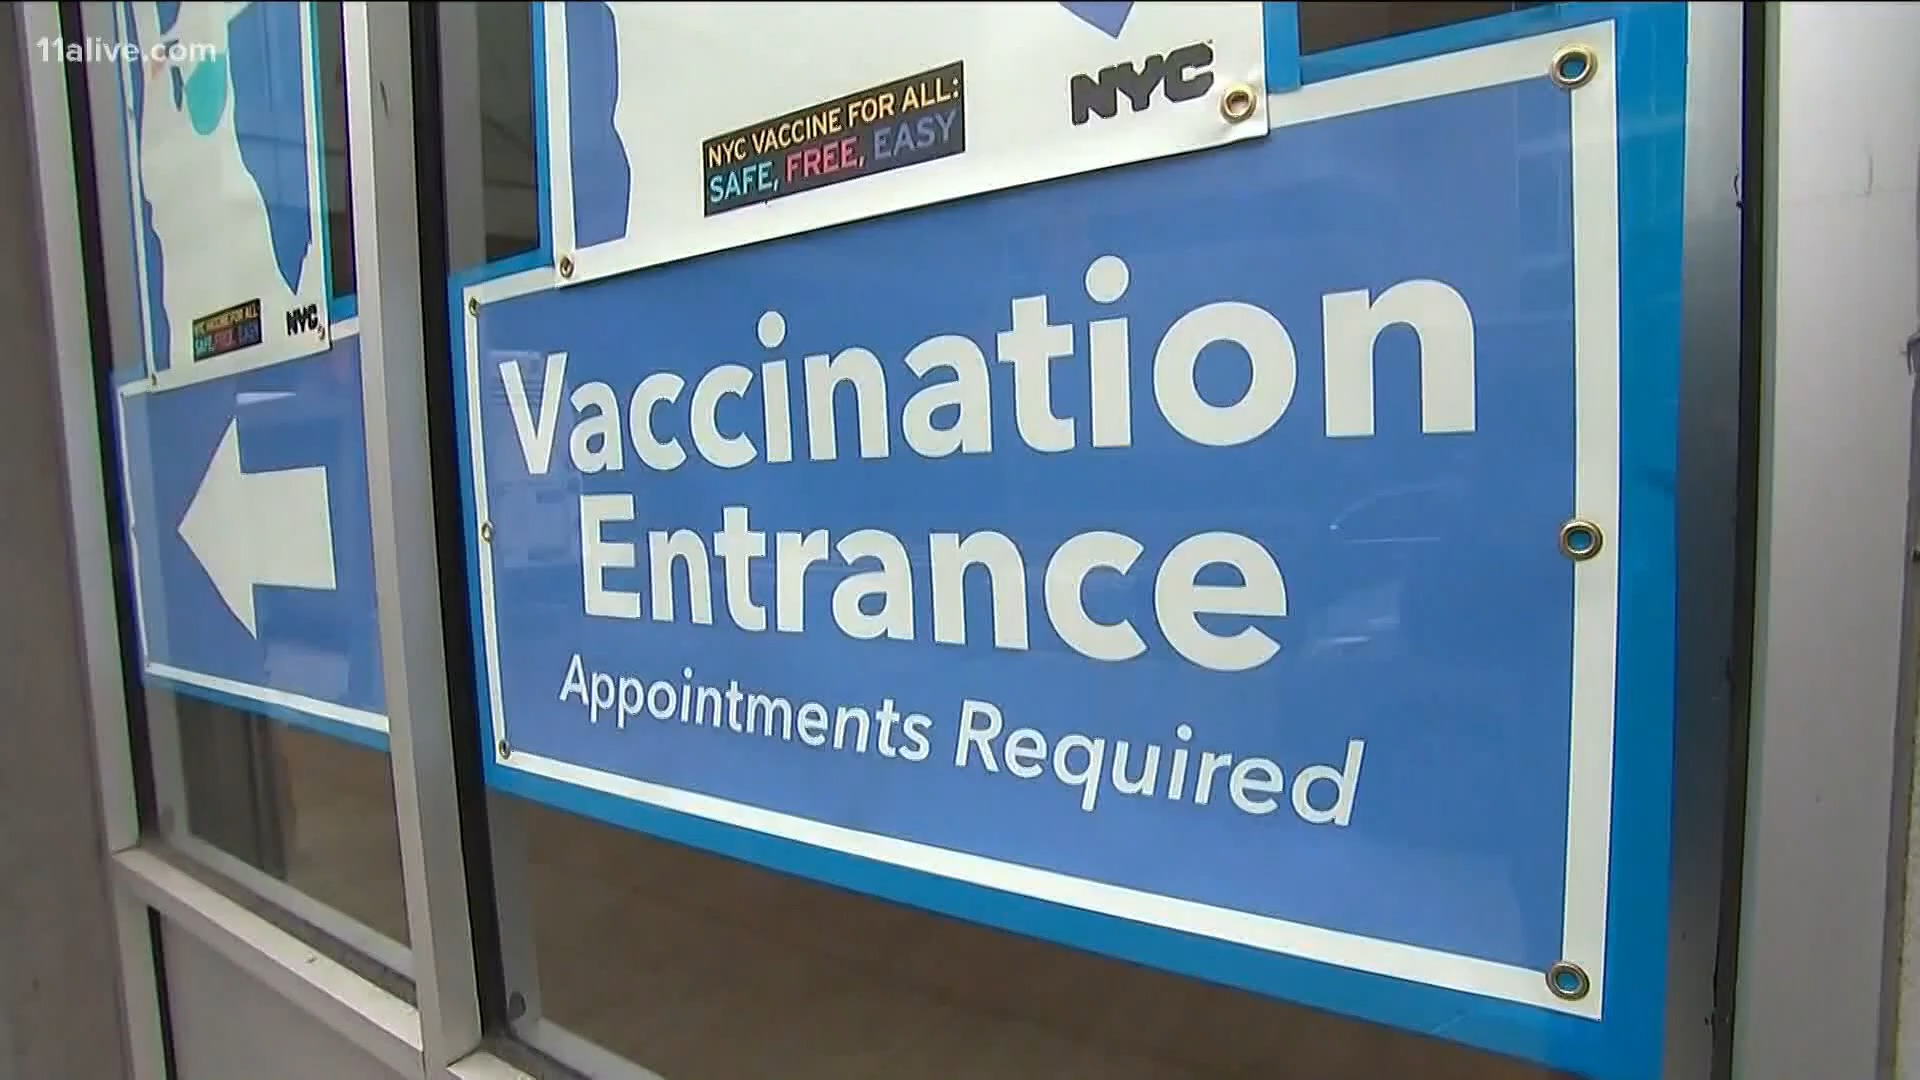 11alive.com
NYC VACCINE FOR ALL:
SAFE, FREE, EASY
NYC
NYC VACCINE FOR ALL:
SAFE, FREE, EASY
NYC
Vaccination
Entrance
Appointments Required